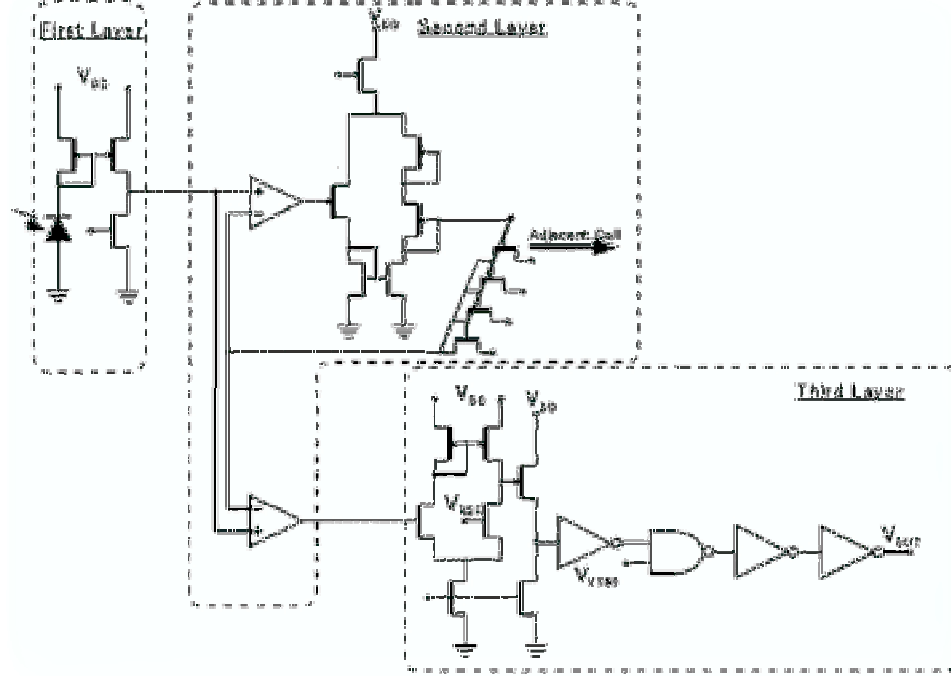 First Layer
V_DD
V_DD
Second Layer
Adjacent Cell
Third Layer
V_DD
V_DD
V_OUT